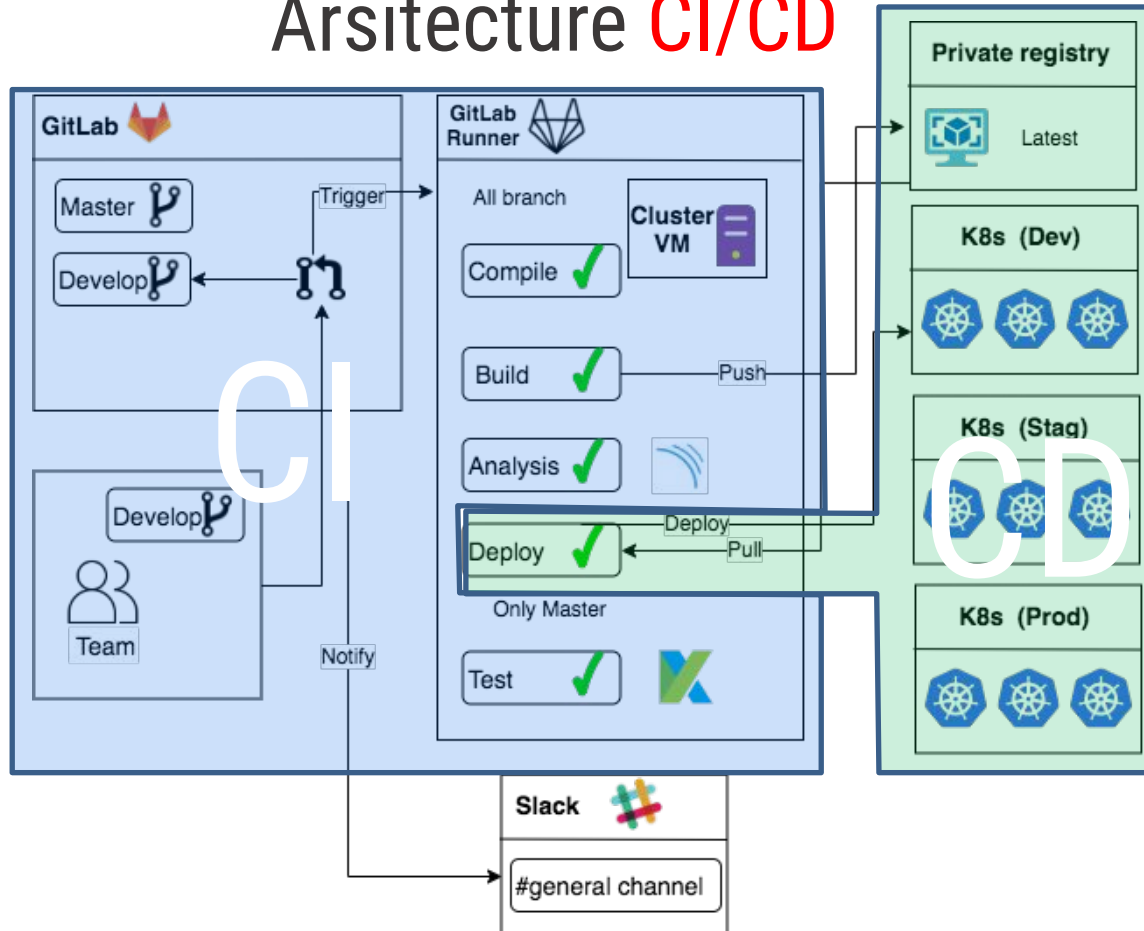 Arsitecture CI/CD
GitLab
Master
Develop
Trigger
CI
Develop
Team
Notify
GitLab
Runner
All branch
Cluster
VM
Compile
Build
Push
Analysis
Deploy
Deploy
Pull
Only Master
Test
Slack
#general channel
Private registry
Latest
K8s (Dev)
K8s (Stag)
CD
K8s (Prod)